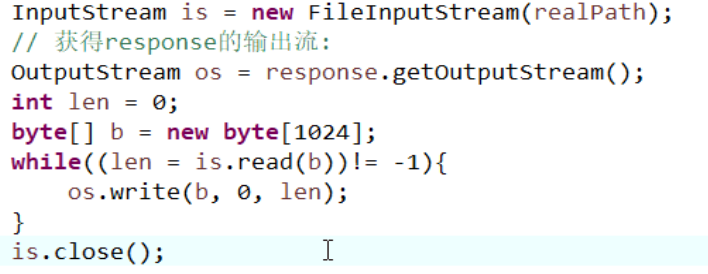 InputStream is = new FileInputStream(realPath);
// 获得response的输出流:
OutputStream os = response.getOutputStream();
int len = 0;
byte[] b = new byte[1024];
while((len = is.read(b))!= -1){
    os.write(b, 0, len);
}
is.close();